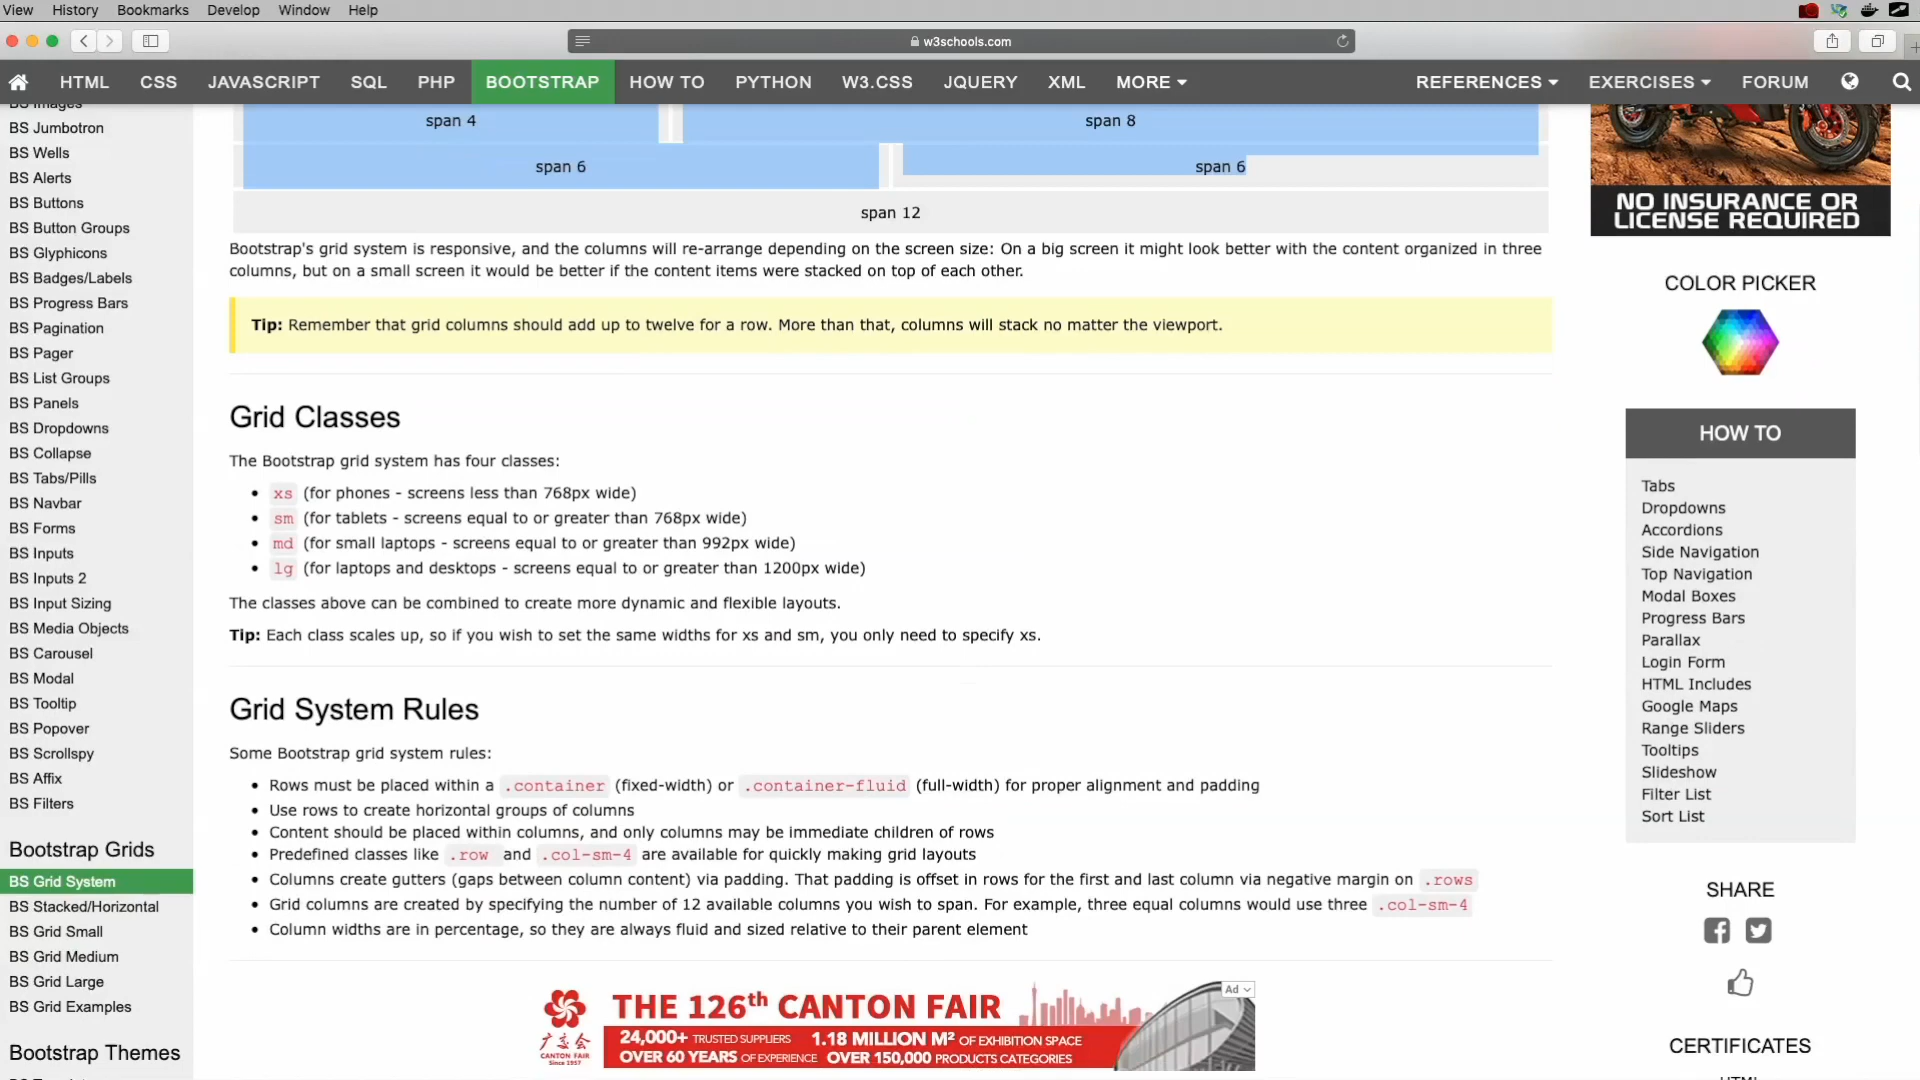 View History Bookmarks Develop Window Help
w3schools.com
HTML CSS JAVASCRIPT SQL PHP BOOTSTRAP HOW TO PYTHON W3.CSS JQUERY XML MORE REFERENCES EXERCISES FORUM
BS Images
BS Jumbotron
BS Wells
BS Alerts
BS Buttons
BS Button Groups
BS Glyphicons
BS Badges/Labels
BS Progress Bars
BS Pagination
BS Pager
BS List Groups
BS Panels
BS Dropdowns
BS Collapse
BS Tabs/Pills
BS Navbar
BS Forms
BS Inputs
BS Inputs 2
BS Input Sizing
BS Media Objects
BS Carousel
BS Modal
BS Tooltip
BS Popover
BS Scrollspy
BS Affix
BS Filters
Bootstrap Grids
BS Grid System
BS Stacked/Horizontal
BS Grid Small
BS Grid Medium
BS Grid Large
BS Grid Examples
Bootstrap Themes
span 4 span 8
span 6 span 6
span 12
Bootstrap's grid system is responsive, and the columns will re-arrange depending on the screen size: On a big screen it might look better with the content organized in three
columns, but on a small screen it would be better if the content items were stacked on top of each other.
Tip: Remember that grid columns should add up to twelve for a row. More than that, columns will stack no matter the viewport.
Grid Classes
The Bootstrap grid system has four classes:
• xs (for phones - screens less than 768px wide)
• sm (for tablets - screens equal to or greater than 768px wide)
• md (for small laptops - screens equal to or greater than 992px wide)
• lg (for laptops and desktops - screens equal to or greater than 1200px wide)
The classes above can be combined to create more dynamic and flexible layouts.
Tip: Each class scales up, so if you wish to set the same widths for xs and sm, you only need to specify xs.
Grid System Rules
Some Bootstrap grid system rules:
• Rows must be placed within a .container (fixed-width) or .container-fluid (full-width) for proper alignment and padding
• Use rows to create horizontal groups of columns
• Content should be placed within columns, and only columns may be immediate children of rows
• Predefined classes like .row and .col-sm-4 are available for quickly making grid layouts
• Columns create gutters (gaps between column content) via padding. That padding is offset in rows for the first and last column via negative margin on .rows
• Grid columns are created by specifying the number of 12 available columns you wish to span. For example, three equal columns would use three .col-sm-4
• Column widths are in percentage, so they are always fluid and sized relative to their parent element
Ad
THE 126th CANTON FAIR
广交会
CANTON FAIR
Since 1957
24,000+ TRUSTED SUPPLIERS 1.18 MILLION M² OF EXHIBITION SPACE
OVER 60 YEARS OF EXPERIENCE OVER 150,000 PRODUCTS CATEGORIES
NO INSURANCE OR
LICENSE REQUIRED
COLOR PICKER
HOW TO
Tabs
Dropdowns
Accordions
Side Navigation
Top Navigation
Modal Boxes
Progress Bars
Parallax
Login Form
HTML Includes
Google Maps
Range Sliders
Tooltips
Slideshow
Filter List
Sort List
SHARE
CERTIFICATES
HTML